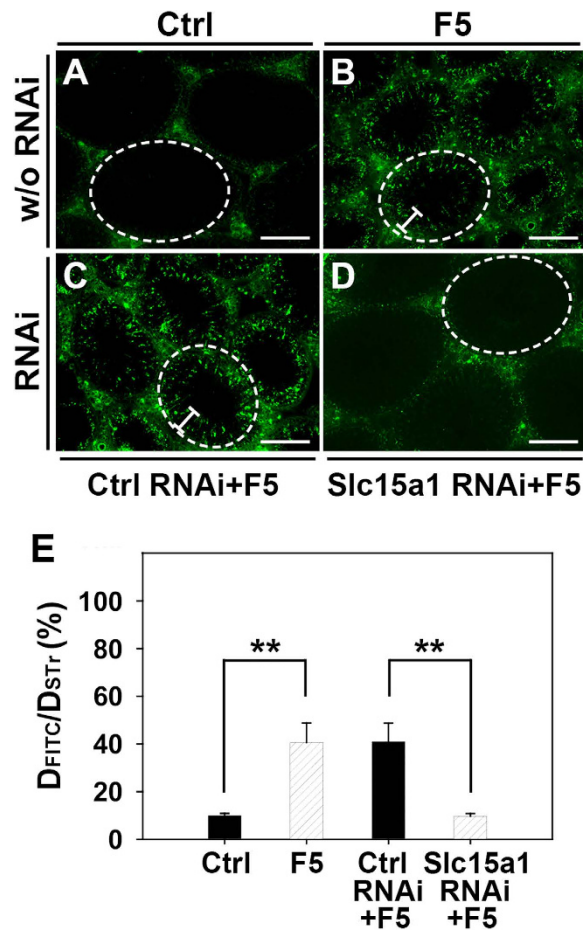 Ctrl
F5
w/o RNAi
A
B
RNAi
C
D
Ctrl RNAi+F5
Slc15a1 RNAi+F5
E
DFITC/DSTr (%)
100
80
60
40
20
0
**
**
Ctrl
F5
Ctrl
RNAi
+F5
Slc15a1
RNAi
+F5